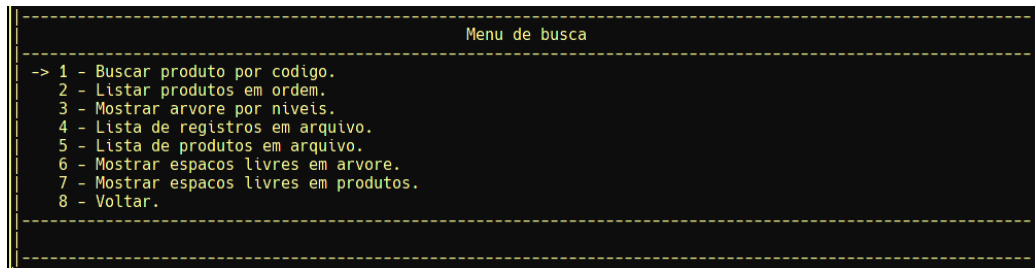 Menu de busca
-> 1 - Buscar produto por codigo.
2 - Listar produtos em ordem.
3 - Mostrar arvore por niveis.
4 - Lista de registros em arquivo.
5 - Lista de produtos em arquivo.
6 - Mostrar espacos livres em arvore.
7 - Mostrar espacos livres em produtos.
8 - Voltar.